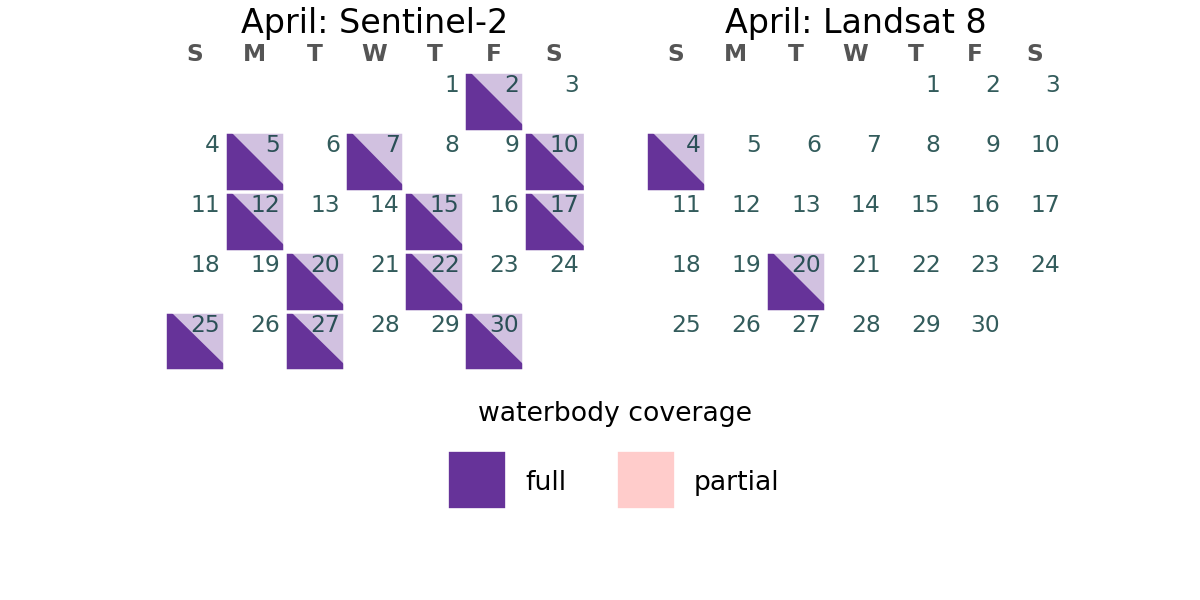 April: Sentinel-2
S M T W T F S
1 2 3
4 5 6 7 8 9 10
11 12 13 14 15 16 17
18 19 20 21 22 23 24
25 26 27 28 29 30
April: Landsat 8
S M T W T F S
1 2 3
4 5 6 7 8 9 10
11 12 13 14 15 16 17
18 19 20 21 22 23 24
25 26 27 28 29 30
waterbody coverage
full
partial